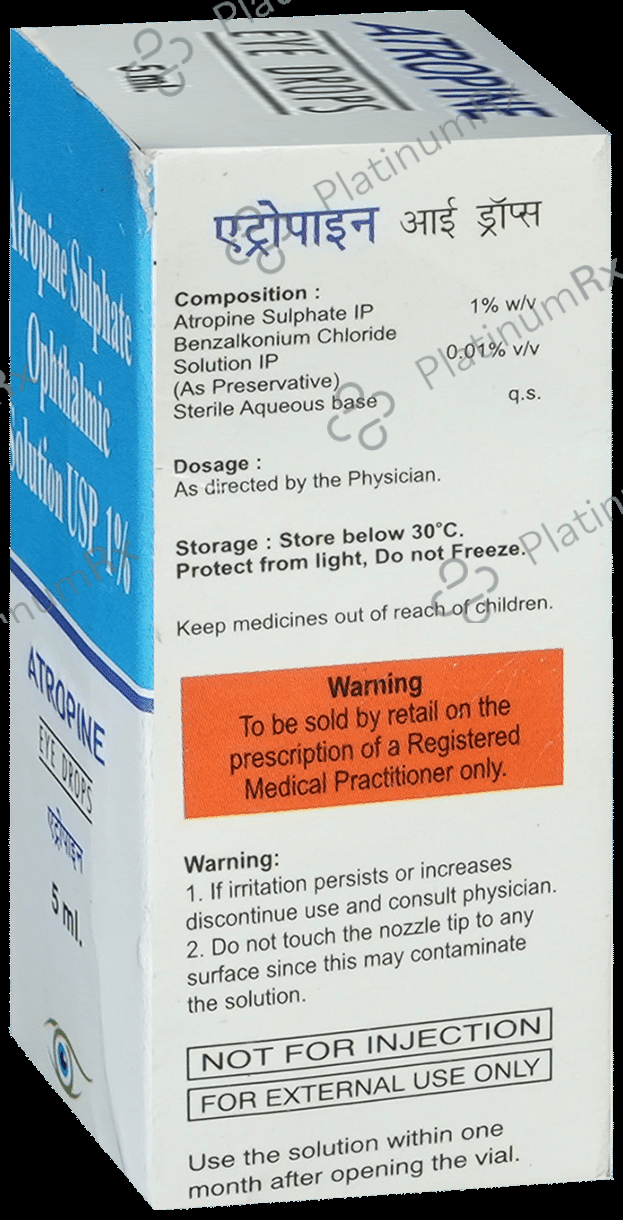 ATROPINE
EYE DROPS
5 ml
Atropine Sulphate
Ophthalmic
Solution USP 1%
ATROPINE
EYE DROPS
एट्रोपाइन
5 ml.
एट्रोपाइन आई ड्रॉप्स
Composition :
Atropine Sulphate IP 1% w/v
Benzalkonium Chloride
Solution IP 0.01% v/v
(As Preservative)
Sterile Aqueous base q.s.
Dosage :
As directed by the Physician.
Storage : Store below 30°C.
Protect from light, Do not Freeze.
Keep medicines out of reach of children.
Warning
To be sold by retail on the
prescription of a Registered
Medical Practitioner only.
Warning:
1. If irritation persists or increases
discontinue use and consult physician.
2. Do not touch the nozzle tip to any
surface since this may contaminate
the solution.
NOT FOR INJECTION
FOR EXTERNAL USE ONLY
Use the solution within one
month after opening the vial.
PlatinumRx
PlatinumRx